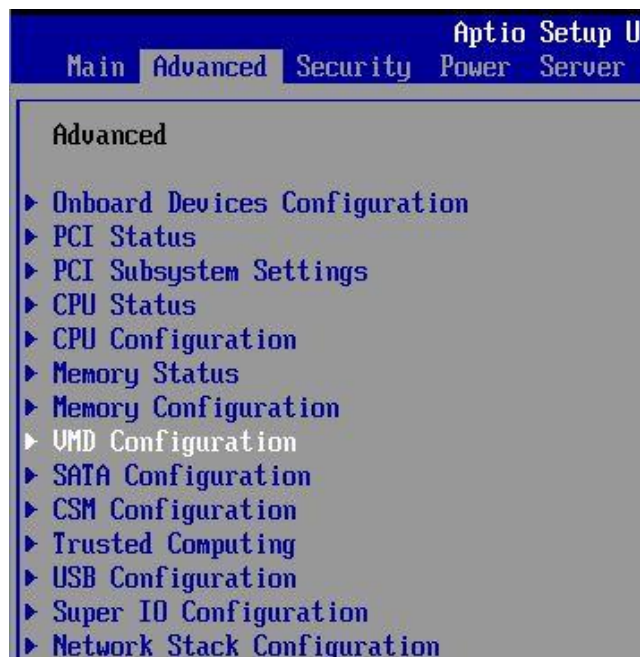 Aptio Setup U
Main Advanced Security Power Server
Advanced
Onboard Devices Configuration
PCI Status
PCI Subsystem Settings
CPU Status
CPU Configuration
Memory Status
Memory Configuration
VMD Configuration
SATA Configuration
CSM Configuration
Trusted Computing
USB Configuration
Super IO Configuration
Network Stack Configuration